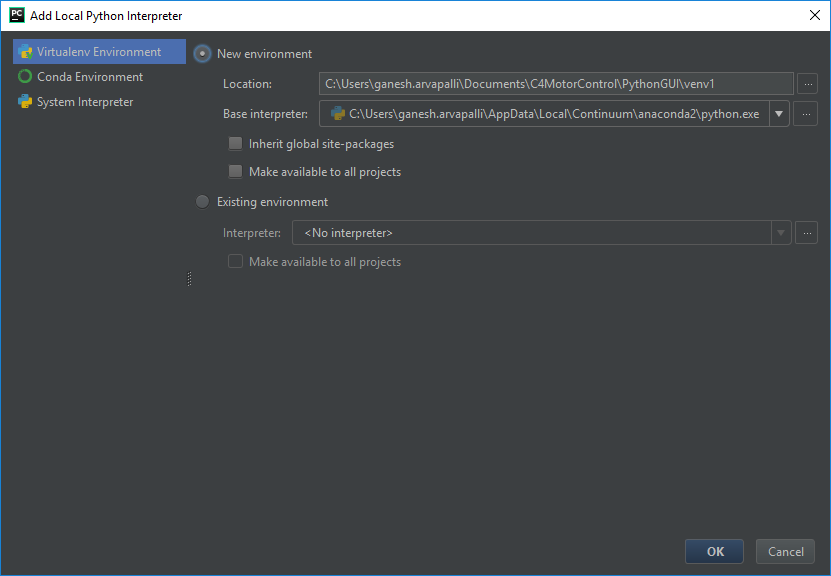 PC Add Local Python Interpreter
Virtualenv Environment
Conda Environment
System Interpreter
New environment
Location: C:\Users\ganesh.arvapalli\Documents\C4MotorControl\PythonGUI\venv1 ...
Base interpreter: C:\Users\ganesh.arvapalli\AppData\Local\Continuum\anaconda2\python.exe ...
Inherit global site-packages
Make available to all projects
Existing environment
Interpreter: <No interpreter> ...
Make available to all projects
OK Cancel